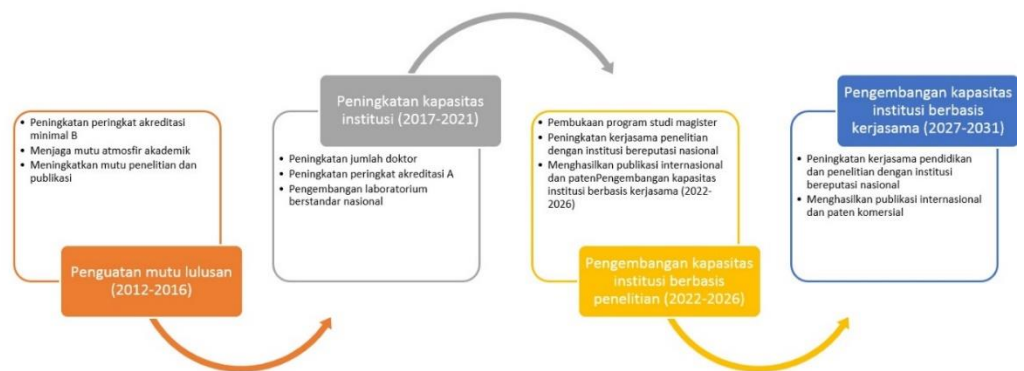 • Peningkatan peringkat akreditasi
minimal B
• Menjaga mutu atmosfir akademik
• Meningkatkan mutu penelitian dan
publikasi
Penguatan mutu lulusan
(2012-2016)
Peningkatan kapasitas
institusi (2017-2021)
• Peningkatan jumlah doktor
• Peningkatan peringkat akreditasi A
• Pengembangan laboratorium
berstandar nasional
• Pembukaan program studi magister
• Peningkatan kerjasama penelitian
dengan institusi bereputasi nasional
• Menghasilkan publikasi internasional
dan patenPengembangan kapasitas
institusi berbasis kerjasama (2022-
2026)
Pengembangan kapasitas
institusi berbasis
penelitian (2022-2026)
Pengembangan kapasitas
institusi berbasis
kerjasama (2027-2031)
• Peningkatan kerjasama pendidikan
dan penelitian dengan institusi
bereputasi nasional
• Menghasilkan publikasi internasional
dan paten komersial